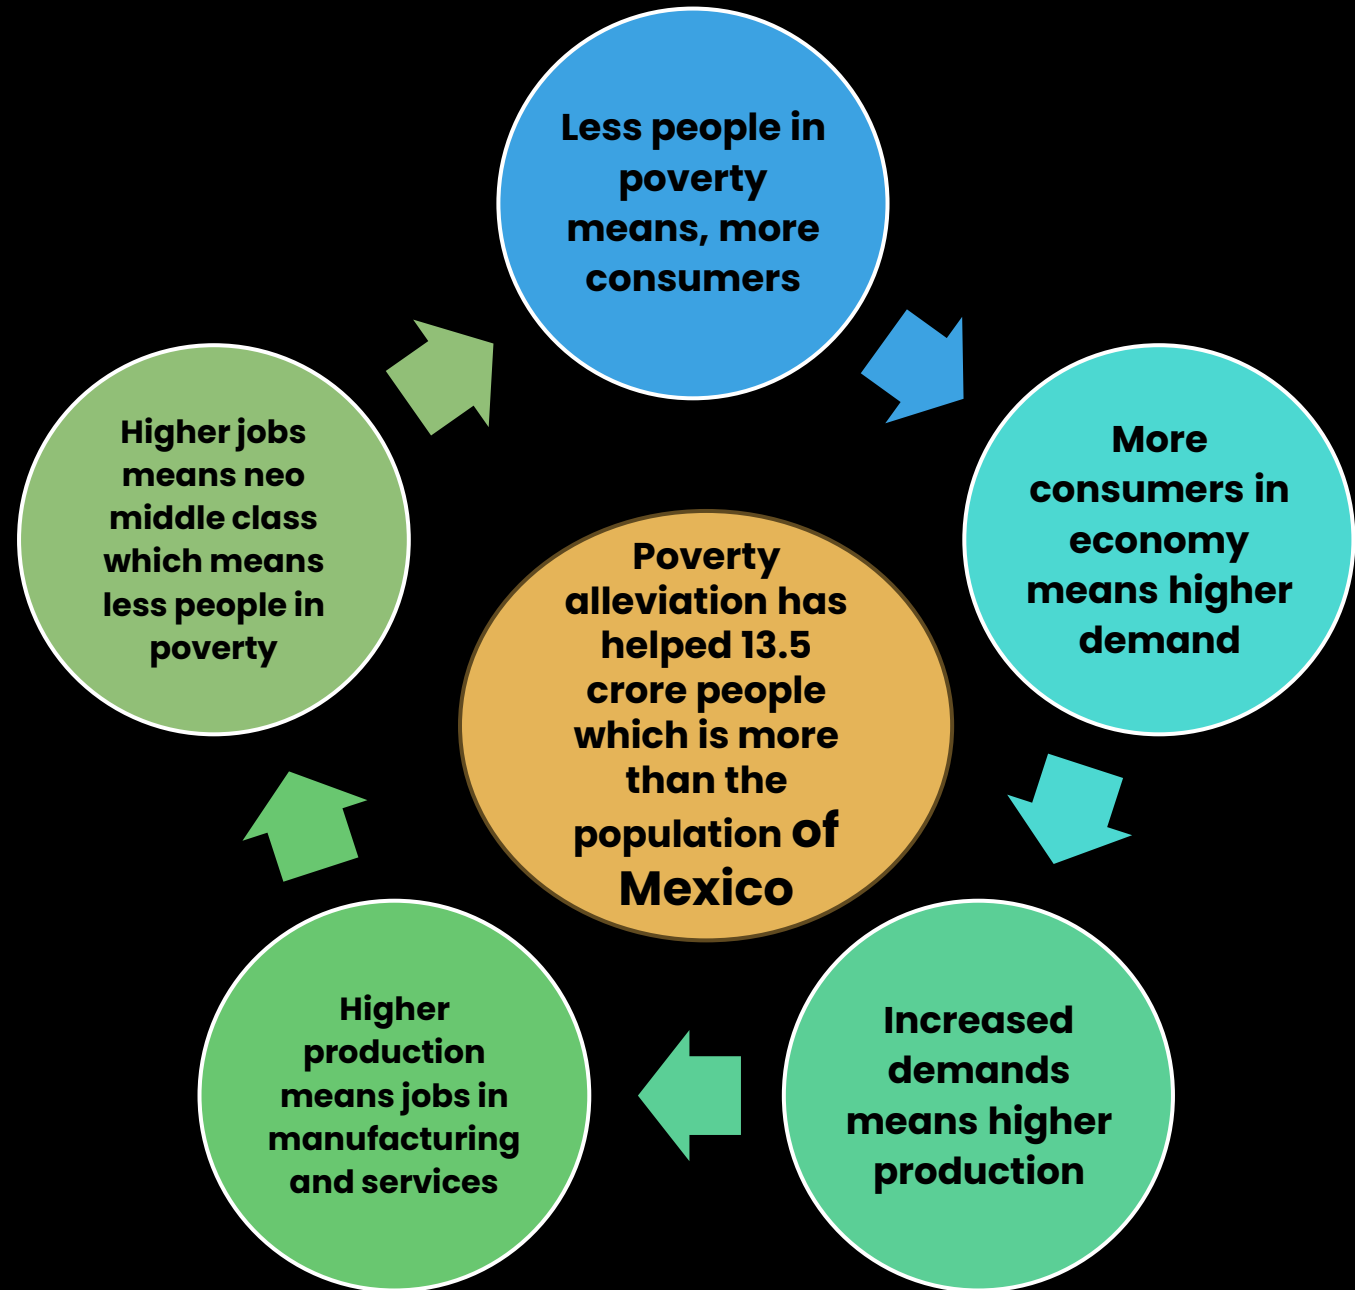 Less people in
poverty
means, more
consumers
More
consumers in
economy
means higher
demand
Increased
demands
means higher
production
Higher
production
means jobs in
manufacturing
and services
Higher jobs
means neo
middle class
which means
less people in
poverty
Poverty
alleviation has
helped 13.5
crore people
which is more
than the
population of
Mexico